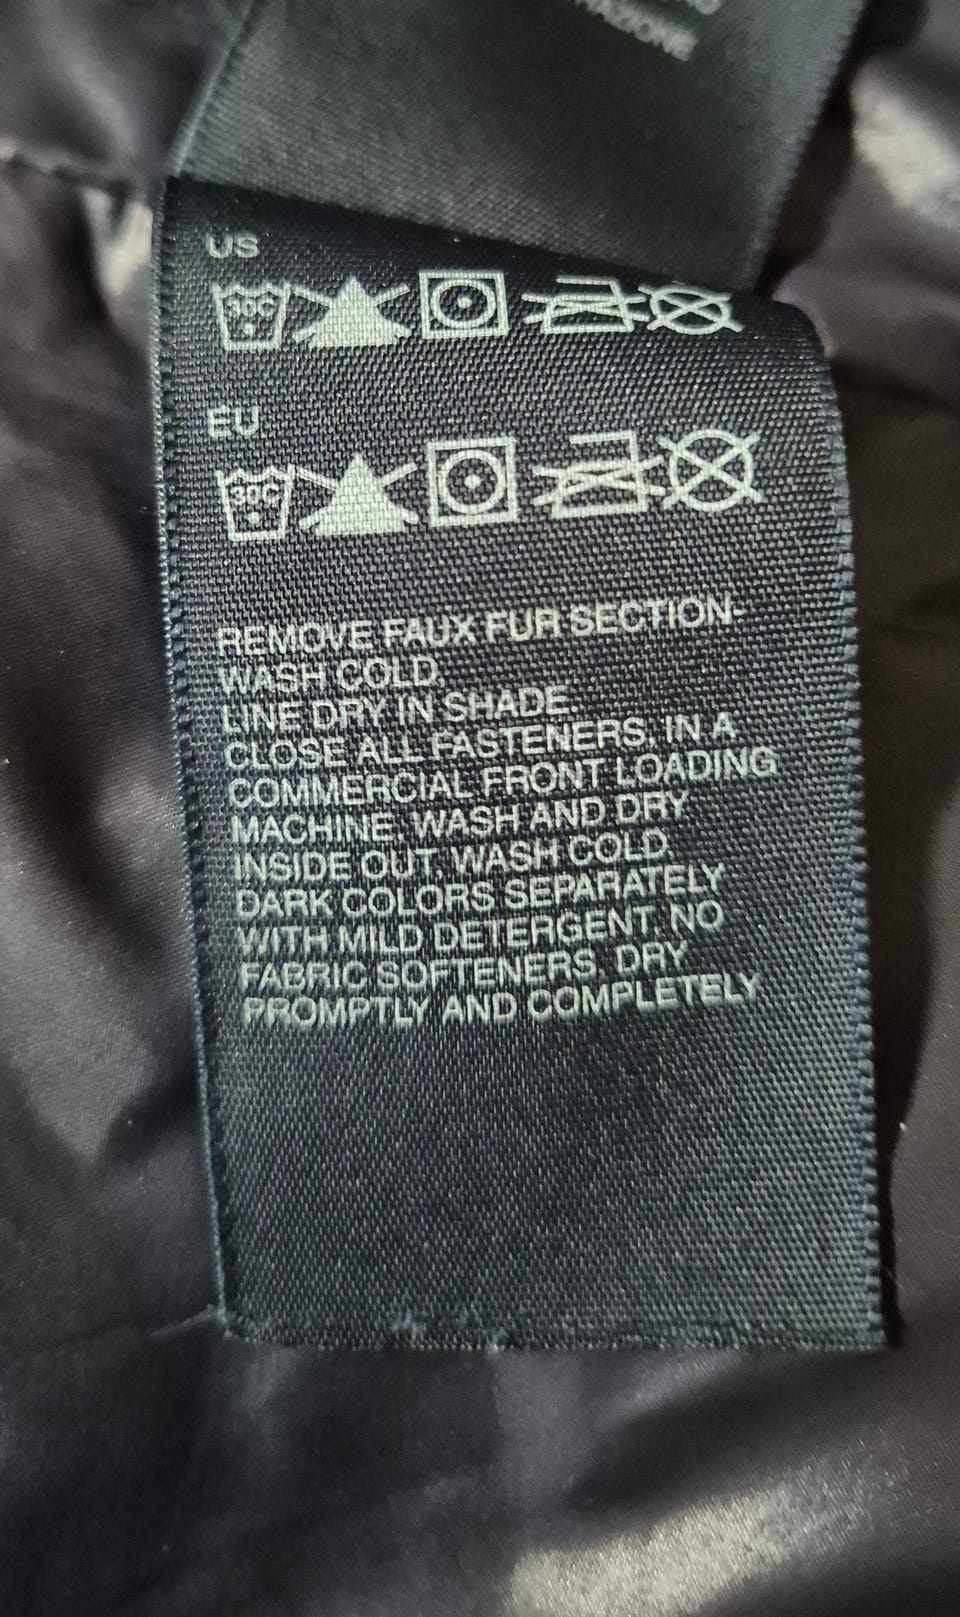 US
30C
EU
30C
REMOVE FAUX FUR SECTION-
WASH COLD.
LINE DRY IN SHADE.
CLOSE ALL FASTENERS. IN A
COMMERCIAL FRONT LOADING
MACHINE, WASH AND DRY
INSIDE OUT. WASH COLD.
DARK COLORS SEPARATELY
WITH MILD DETERGENT. NO
FABRIC SOFTENERS. DRY
PROMPTLY AND COMPLETELY